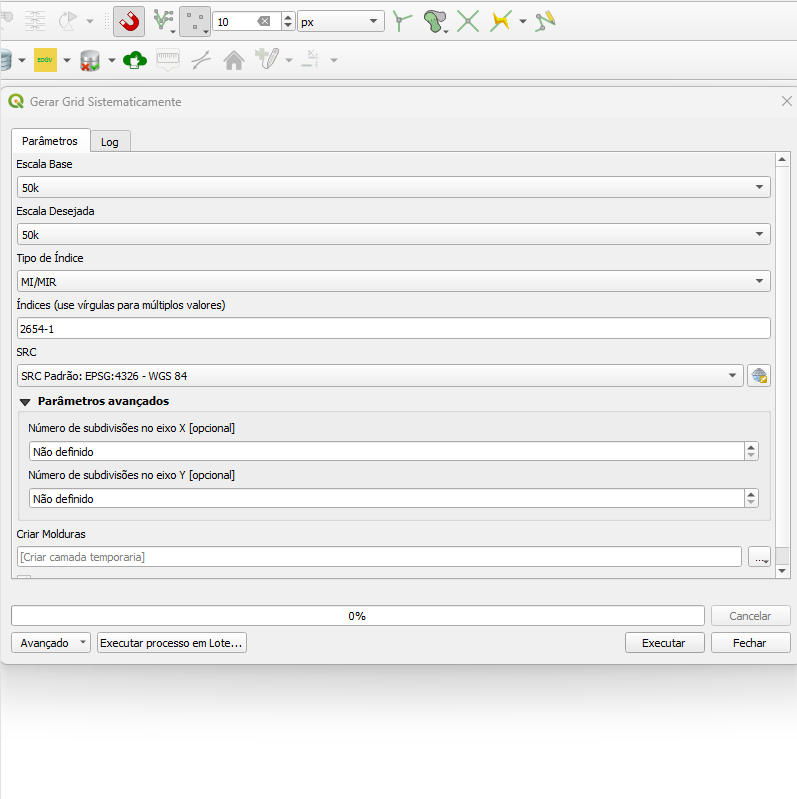 10 px
EDGV
Gerar Grid Sistematicamente
Parâmetros Log
Escala Base
50k
Escala Desejada
50k
Tipo de Índice
MI/MIR
Índices (use vírgulas para múltiplos valores)
2654-1
SRC
SRC Padrão: EPSG:4326 - WGS 84
Parâmetros avançados
Número de subdivisões no eixo X [opcional]
Não definido
Número de subdivisões no eixo Y [opcional]
Não definido
Criar Molduras
[Criar camada temporaria] ...
0% Cancelar
Avançado Executar processo em Lote... Executar Fechar